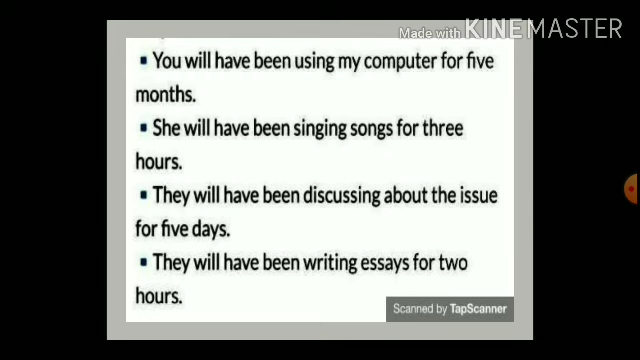 Made with KINEMASTER
▪ You will have been using my computer for five
months.
▪ She will have been singing songs for three
hours.
▪ They will have been discussing about the issue
for five days.
▪ They will have been writing essays for two
hours.
Scanned by TapScanner